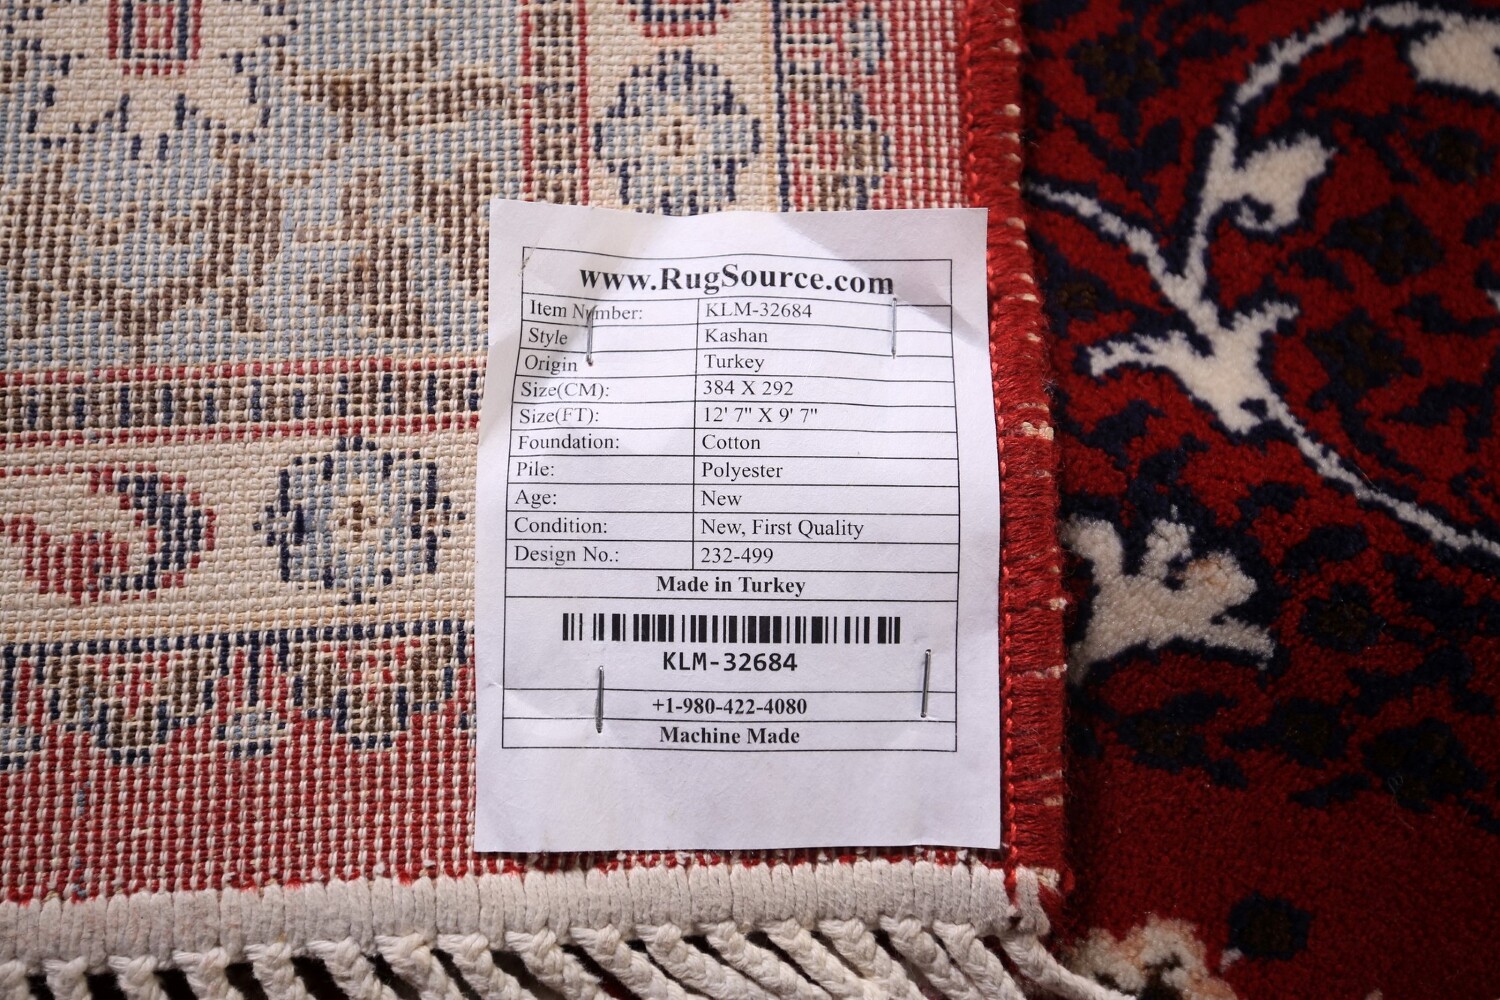 www.RugSource.com
Item Number: KLM-32684
Style Kashan
Origin Turkey
Size(CM): 384 X 292
Size(FT): 12' 7" X 9' 7"
Foundation: Cotton
Pile: Polyester
Age: New
Condition: New, First Quality
Design No.: 232-499
Made in Turkey
KLM-32684
+1-980-422-4080
Machine Made